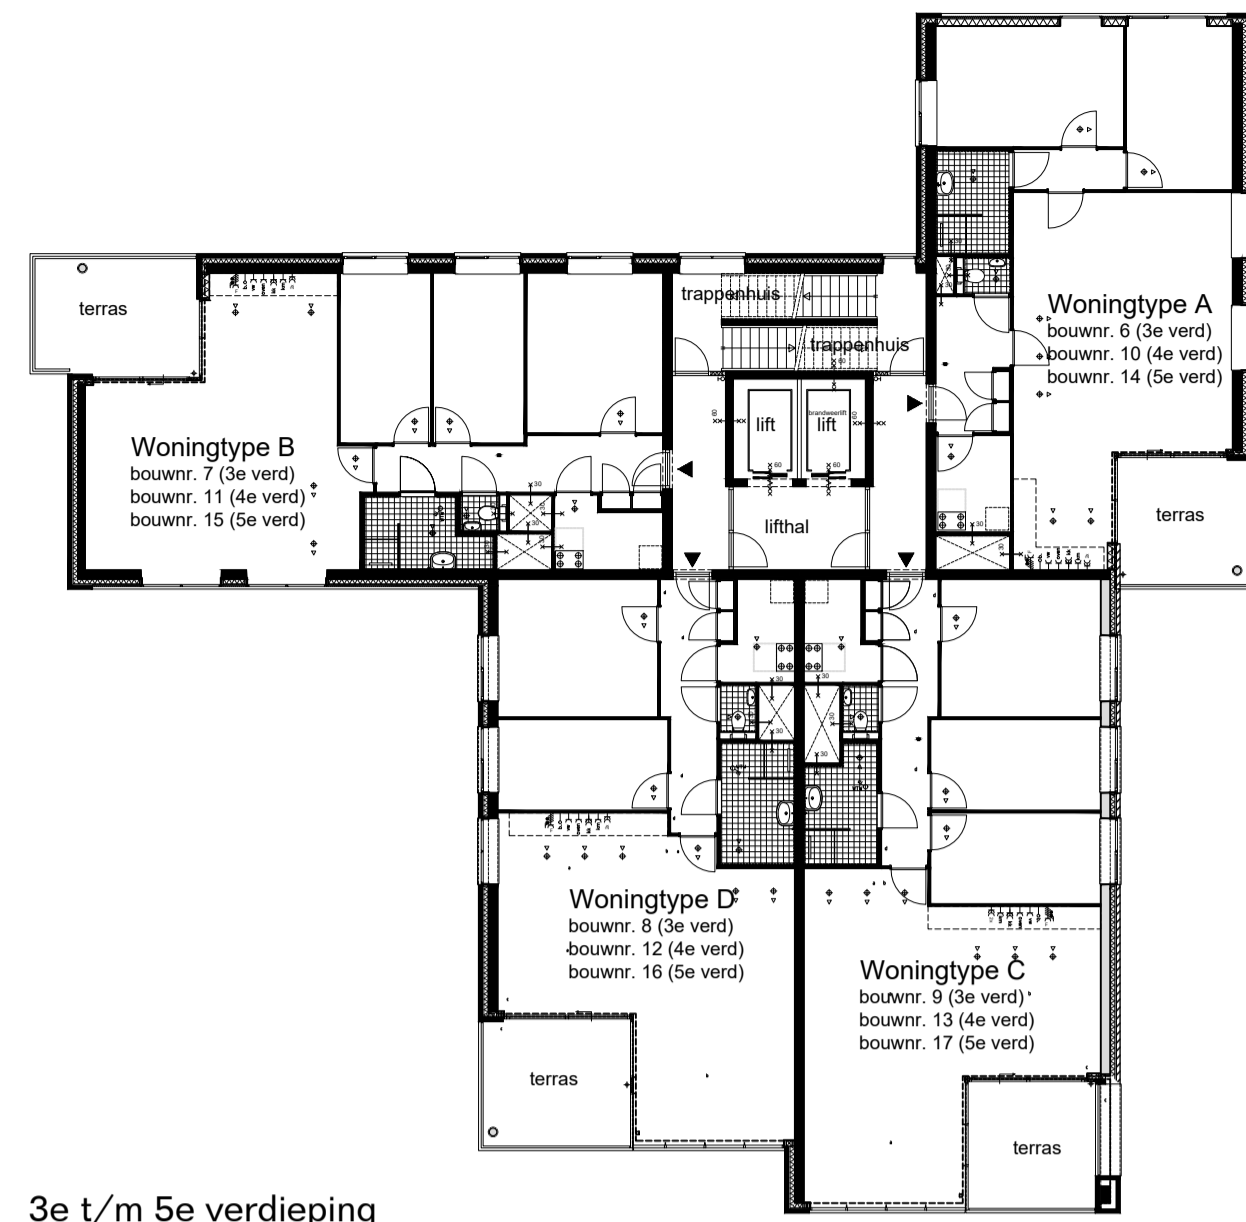 terras
trappenhuis
trappenhuis
Woningtype A
bouwnr. 6 (3e verd)
bouwnr. 10 (4e verd)
bouwnr. 14 (5e verd)
lift
brandweerlift
lift
Woningtype B
bouwnr. 7 (3e verd)
bouwnr. 11 (4e verd)
bouwnr. 15 (5e verd)
lifthal
terras
Woningtype D
bouwnr. 8 (3e verd)
bouwnr. 12 (4e verd)
bouwnr. 16 (5e verd)
Woningtype C
bouwnr. 9 (3e verd)
bouwnr. 13 (4e verd)
bouwnr. 17 (5e verd)
terras
terras
3e t/m 5e verdieping